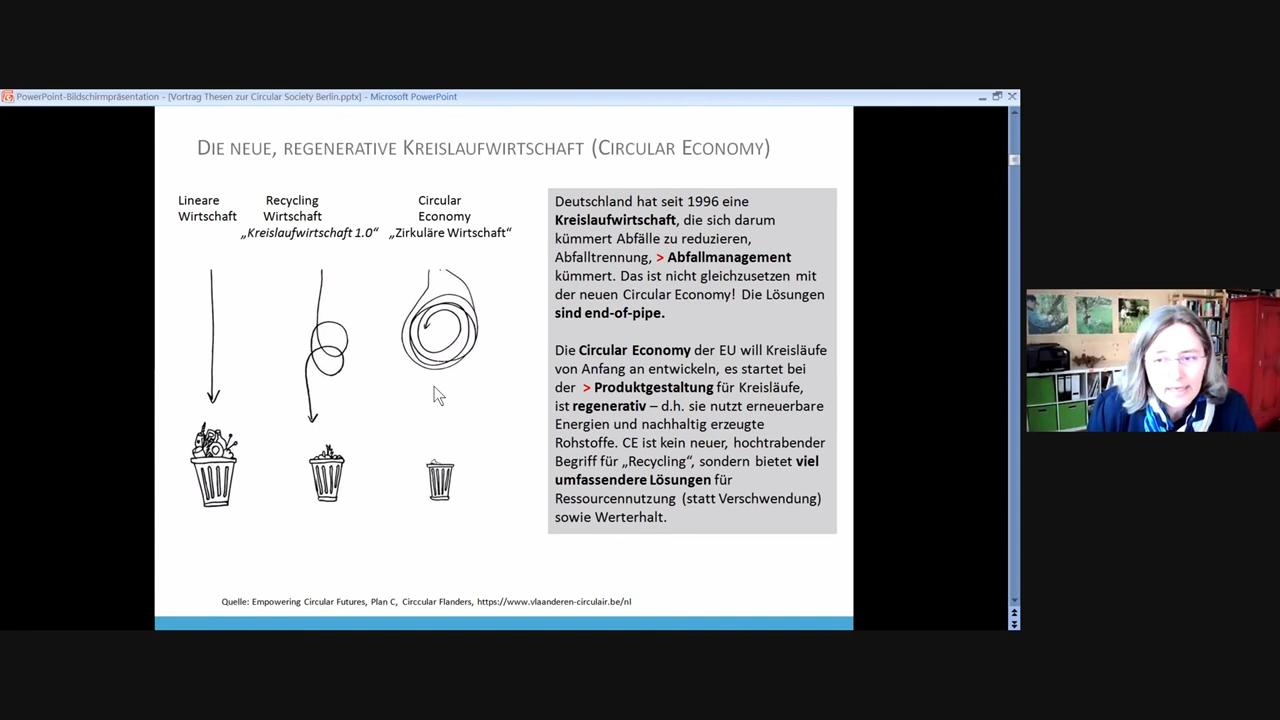 PowerPoint-Bildschirmpräsentation - [Vortrag Thesen zur Circular Society Berlin.pptx] - Microsoft PowerPoint
DIE NEUE, REGENERATIVE KREISLAUFWIRTSCHAFT (CIRCULAR ECONOMY)
Lineare
Wirtschaft
Recycling
Wirtschaft
„Kreislaufwirtschaft 1.0“
Circular
Economy
„Zirkuläre Wirtschaft“
Deutschland hat seit 1996 eine
Kreislaufwirtschaft, die sich darum
kümmert Abfälle zu reduzieren,
Abfalltrennung, > Abfallmanagement
kümmert. Das ist nicht gleichzusetzen mit
der neuen Circular Economy! Die Lösungen
sind end-of-pipe.
Die Circular Economy der EU will Kreisläufe
von Anfang an entwickeln, es startet bei
der > Produktgestaltung für Kreisläufe,
ist regenerativ – d.h. sie nutzt erneuerbare
Energien und nachhaltig erzeugte
Rohstoffe. CE ist kein neuer, hochtrabender
Begriff für „Recycling“, sondern bietet viel
umfassendere Lösungen für
Ressourcennutzung (statt Verschwendung)
sowie Werterhalt.
Quelle: Empowering Circular Futures, Plan C, Circcular Flanders, https://www.vlaanderen-circulair.be/nl